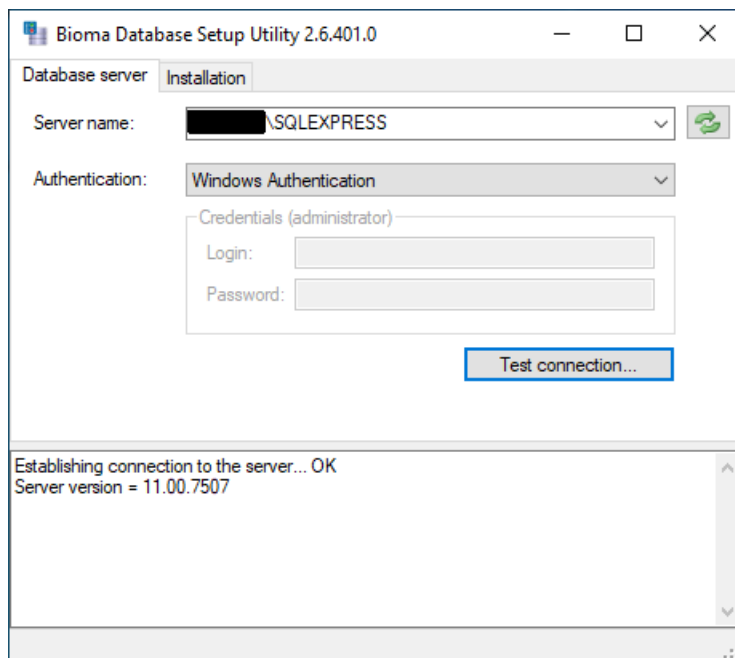 Bioma Database Setup Utility 2.6.401.0
Database server Installation
Server name: \SQLEXPRESS
Authentication: Windows Authentication
Credentials (administrator)
Login:
Password:
Test connection...
Establishing connection to the server... OK
Server version = 11.00.7507